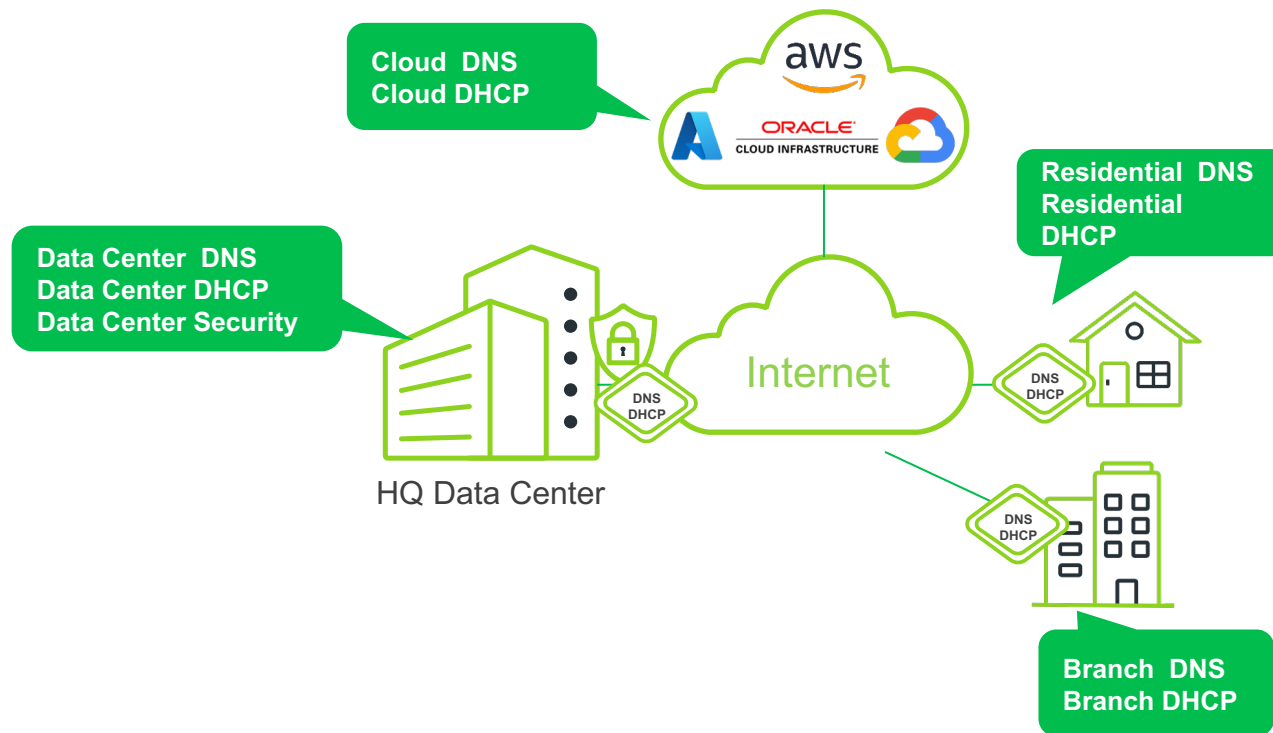 Cloud DNS
Cloud DHCP
aws
ORACLE
CLOUD INFRASTRUCTURE
Residential DNS
Residential
DHCP
Data Center DNS
Data Center DHCP
Data Center Security
Internet
DNS
DHCP
DNS
DHCP
HQ Data Center
DNS
DHCP
Branch DNS
Branch DHCP